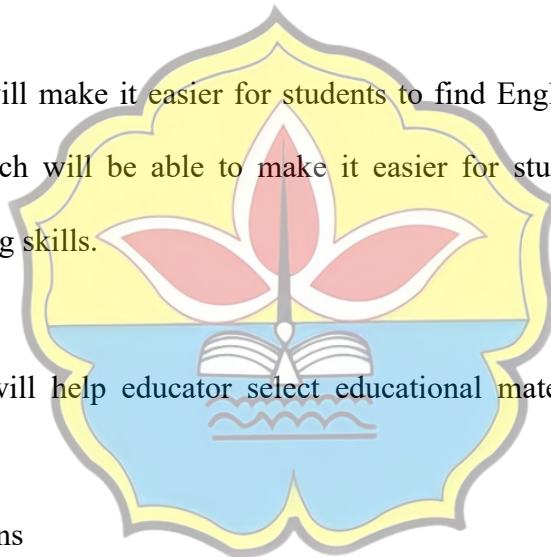 will make it easier for students to find Engl
ch will be able to make it easier for stu
g skills.
will help educator select educational mate
ns